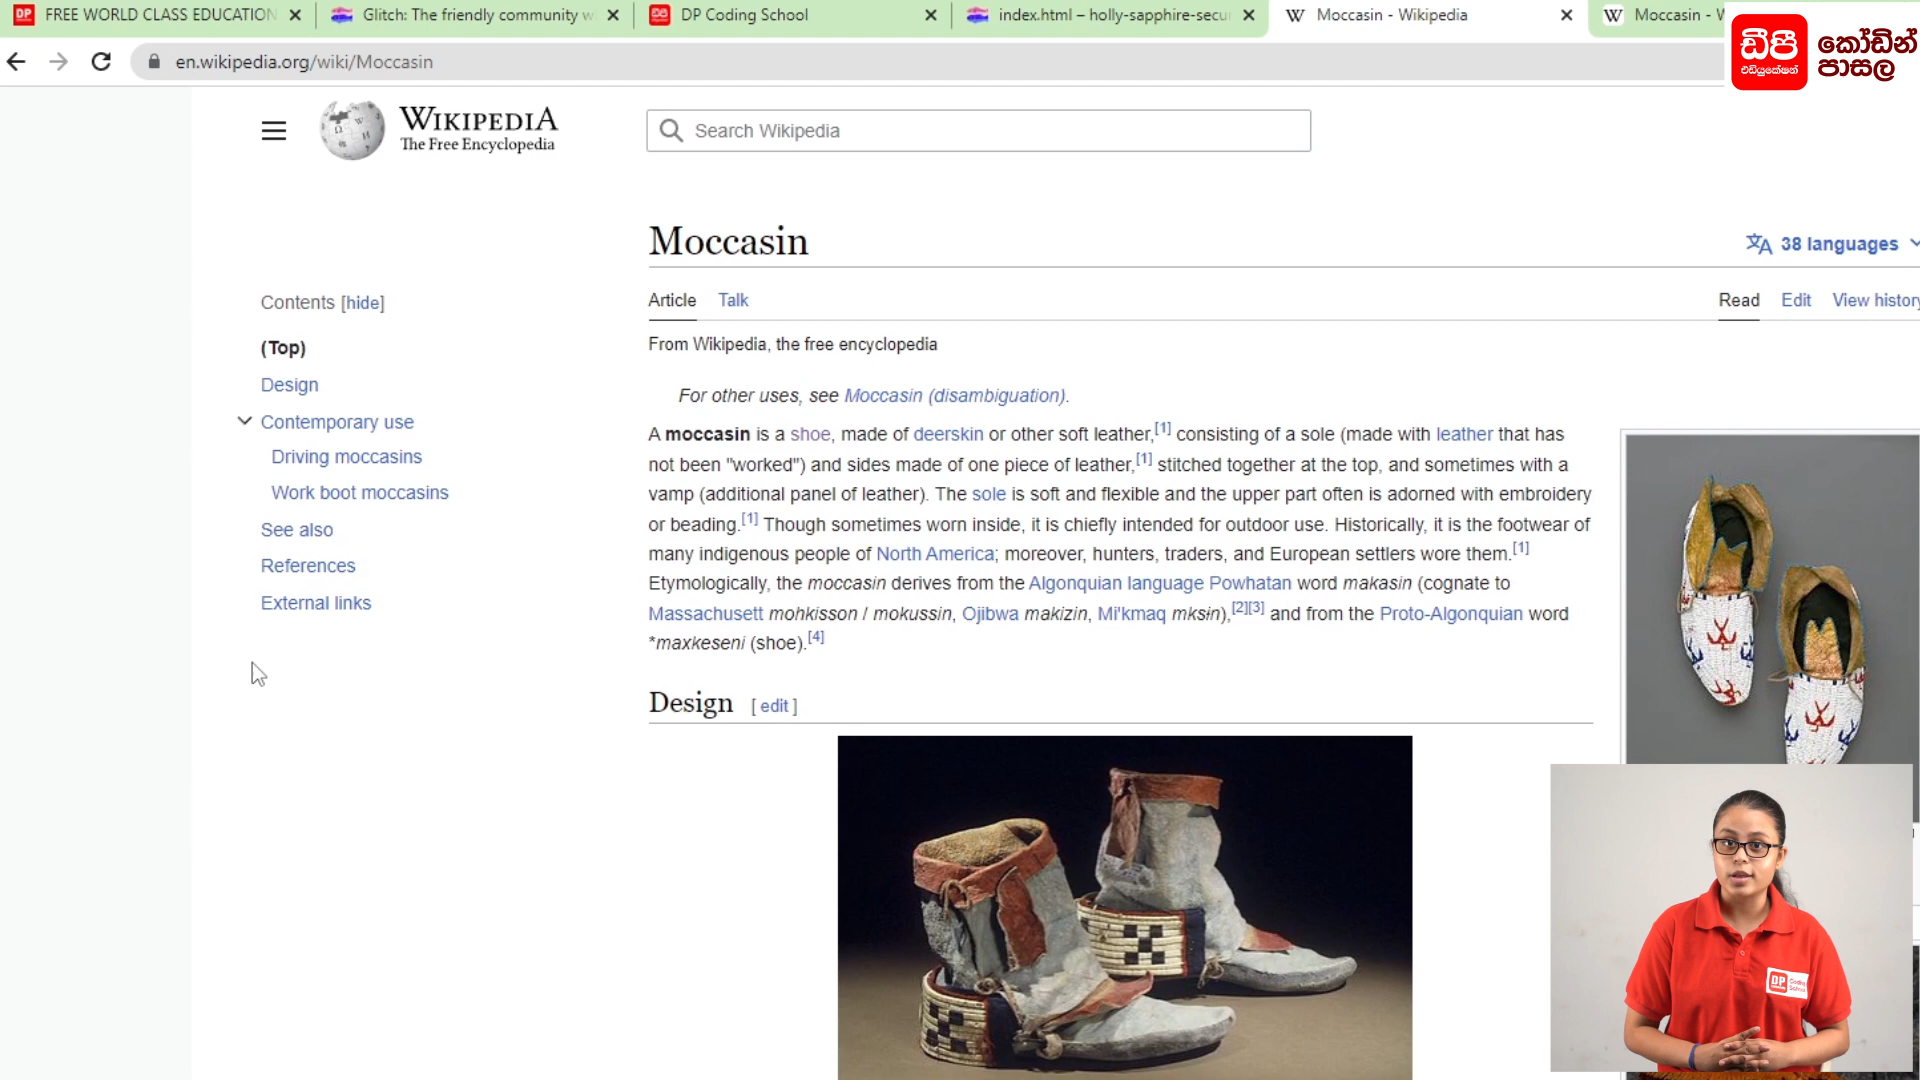 FREE WORLD CLASS EDUCATION
Glitch: The friendly community w
DP Coding School
index.html – holly-sapphire-secu
Moccasin - Wikipedia
Moccasin - W
ඩීපී
එඩියුකේෂන්
කෝඩින්
පාසල
en.wikipedia.org/wiki/Moccasin
WIKIPEDIA
The Free Encyclopedia
Search Wikipedia
Moccasin
38 languages
Contents [hide]
(Top)
Design
Contemporary use
Driving moccasins
Work boot moccasins
See also
References
External links
Article Talk
Read Edit View history
From Wikipedia, the free encyclopedia
For other uses, see Moccasin (disambiguation).
A moccasin is a shoe, made of deerskin or other soft leather,[1] consisting of a sole (made with leather that has
not been "worked") and sides made of one piece of leather,[1] stitched together at the top, and sometimes with a
vamp (additional panel of leather). The sole is soft and flexible and the upper part often is adorned with embroidery
or beading.[1] Though sometimes worn inside, it is chiefly intended for outdoor use. Historically, it is the footwear of
many indigenous people of North America; moreover, hunters, traders, and European settlers wore them.[1]
Etymologically, the moccasin derives from the Algonquian language Powhatan word makasin (cognate to
Massachusett mohkisson / mokussin, Ojibwa makizin, Mi'kmaq mksɨn),[2][3] and from the Proto-Algonquian word
*maxkeseni (shoe).[4]
Design [ edit ]
DP
Coding
School